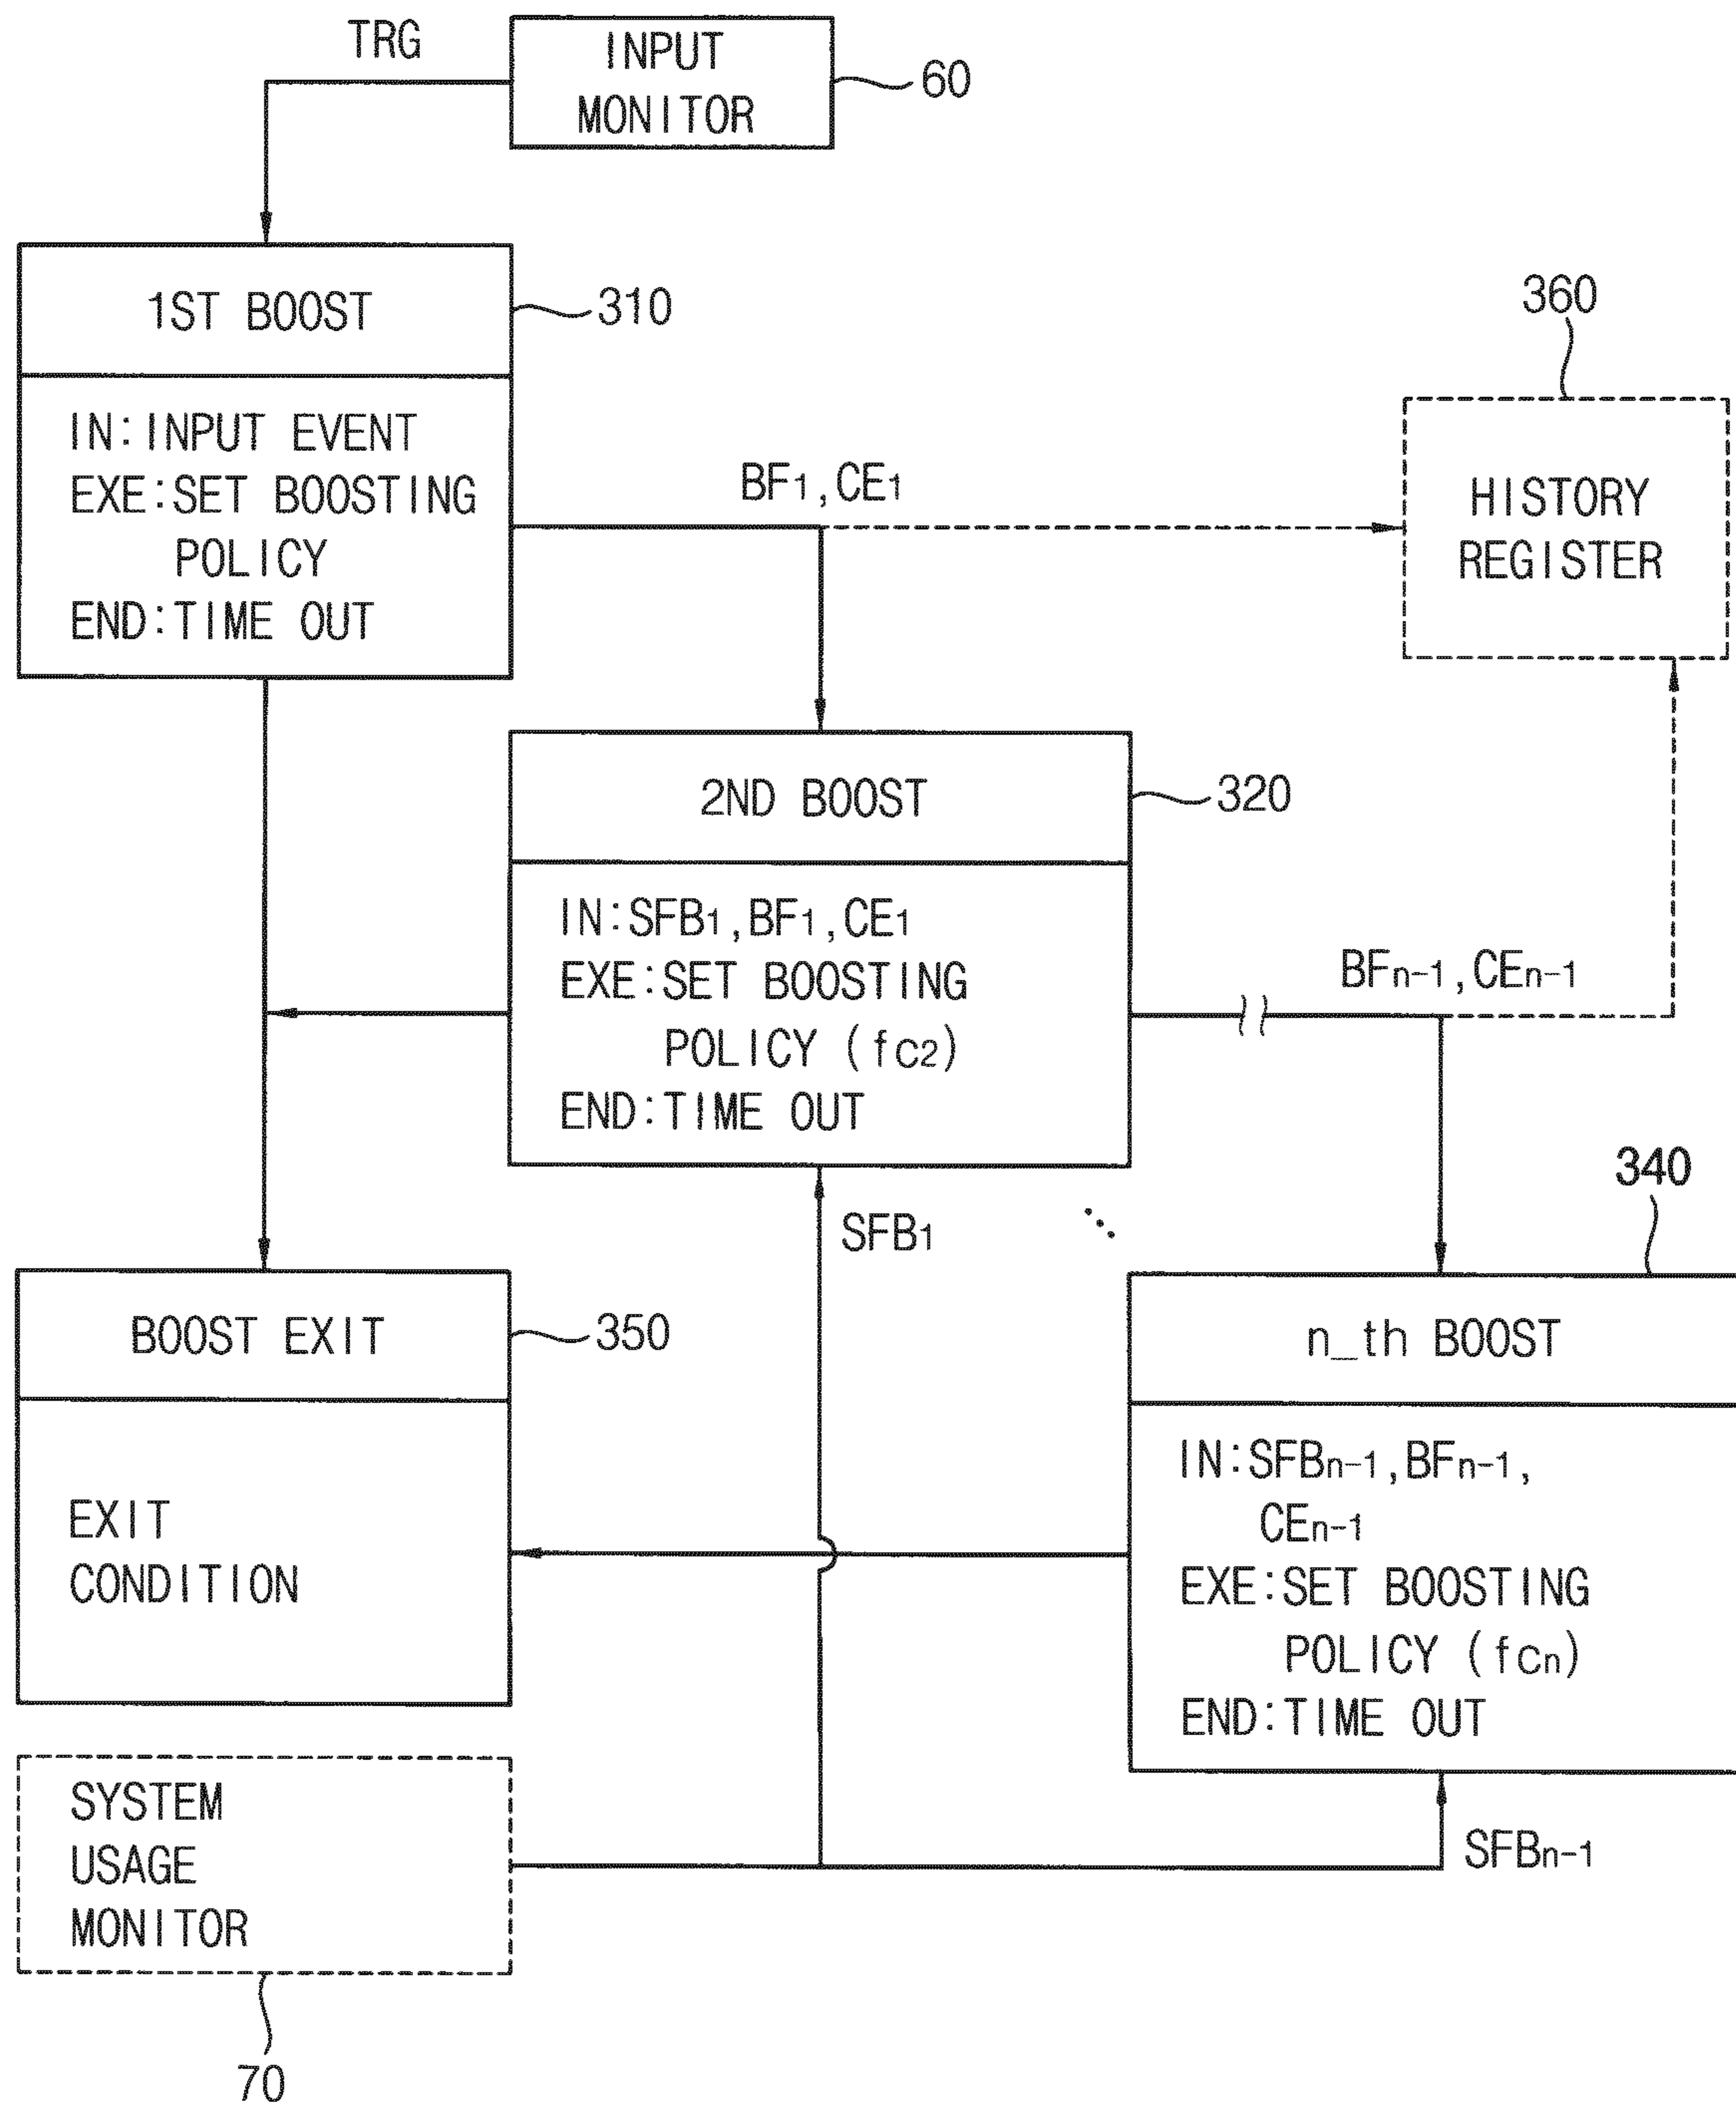 TRG
INPUT
MONITOR
60
1ST BOOST
310
IN:INPUT EVENT
EXE:SET BOOSTING
POLICY
END:TIME OUT
BF1,CE1
360
HISTORY
REGISTER
2ND BOOST
320
IN:SFB1,BF1,CE1
EXE:SET BOOSTING
POLICY(fC2)
END:TIME OUT
BFn-1,CEn-1
SFB1
340
BOOST EXIT
350
EXIT
CONDITION
n_th BOOST
IN:SFBn-1,BFn-1,
CEn-1
EXE:SET BOOSTING
POLICY(fCn)
END:TIME OUT
SYSTEM
USAGE
MONITOR
SFBn-1
70